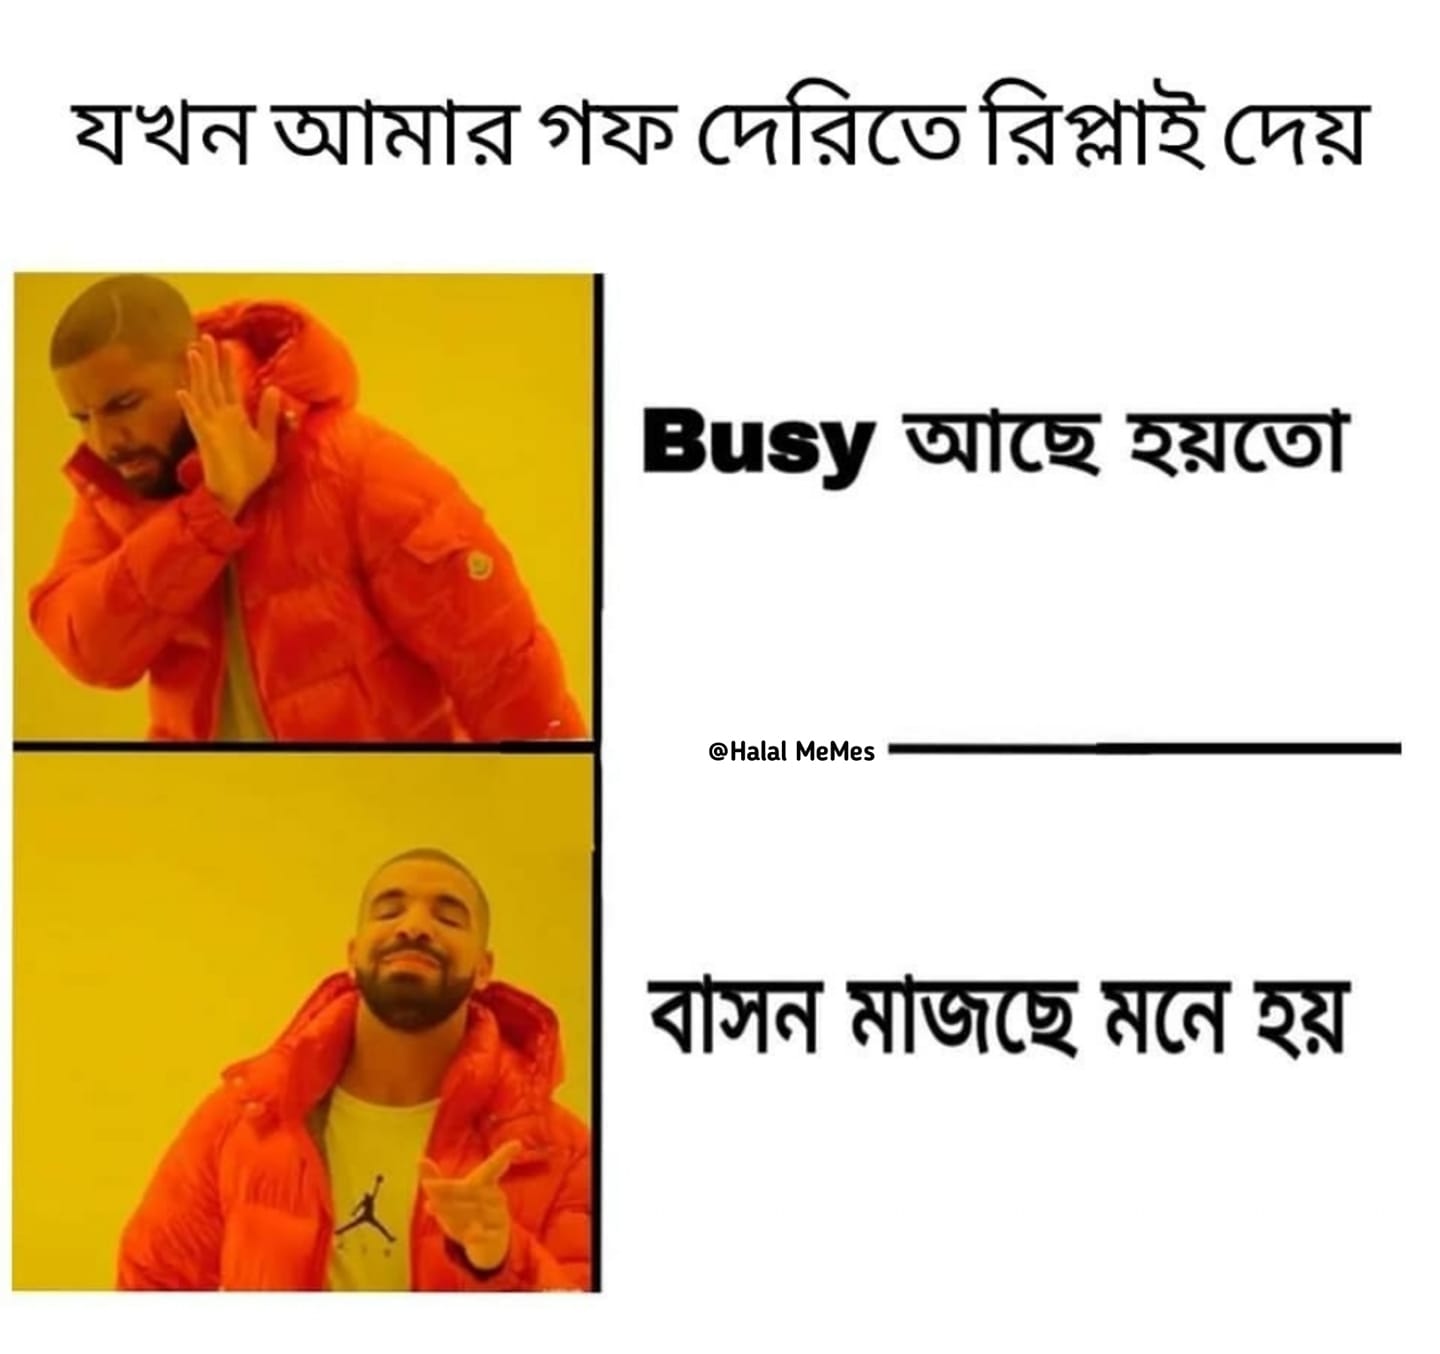 যখন আমার গফ দেরিতে রিপ্লাই দেয়
Busy আছে হয়তো
@Halal MeMes
বাসন মাজছে মনে হয়